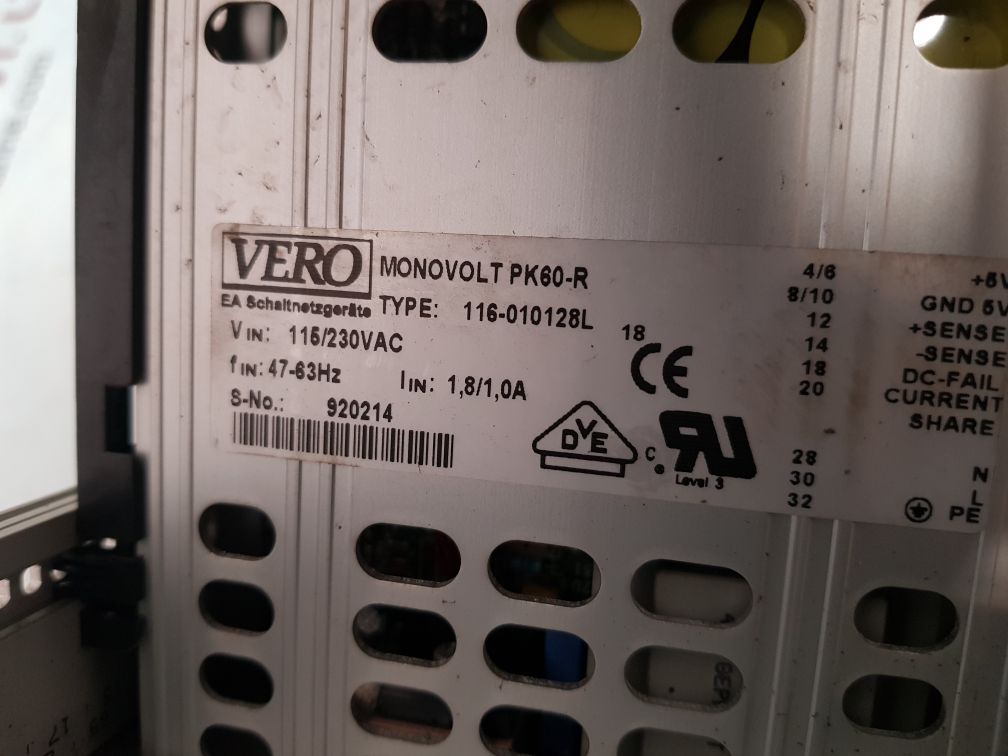 VERO
EA Schaltnetzgeräte
MONOVOLT PK60-R
TYPE: 116-010128L
VIN: 115/230VAC
fIN: 47-63Hz IIN: 1,8/1,0A
S-No.: 920214
18
CE
VDE
C RU
Level 3
4/6 +5V
8/10 GND 5V
12 +SENSE
14 -SENSE
18 DC-FAIL
20 CURRENT
SHARE
28 N
30 L
32 PE